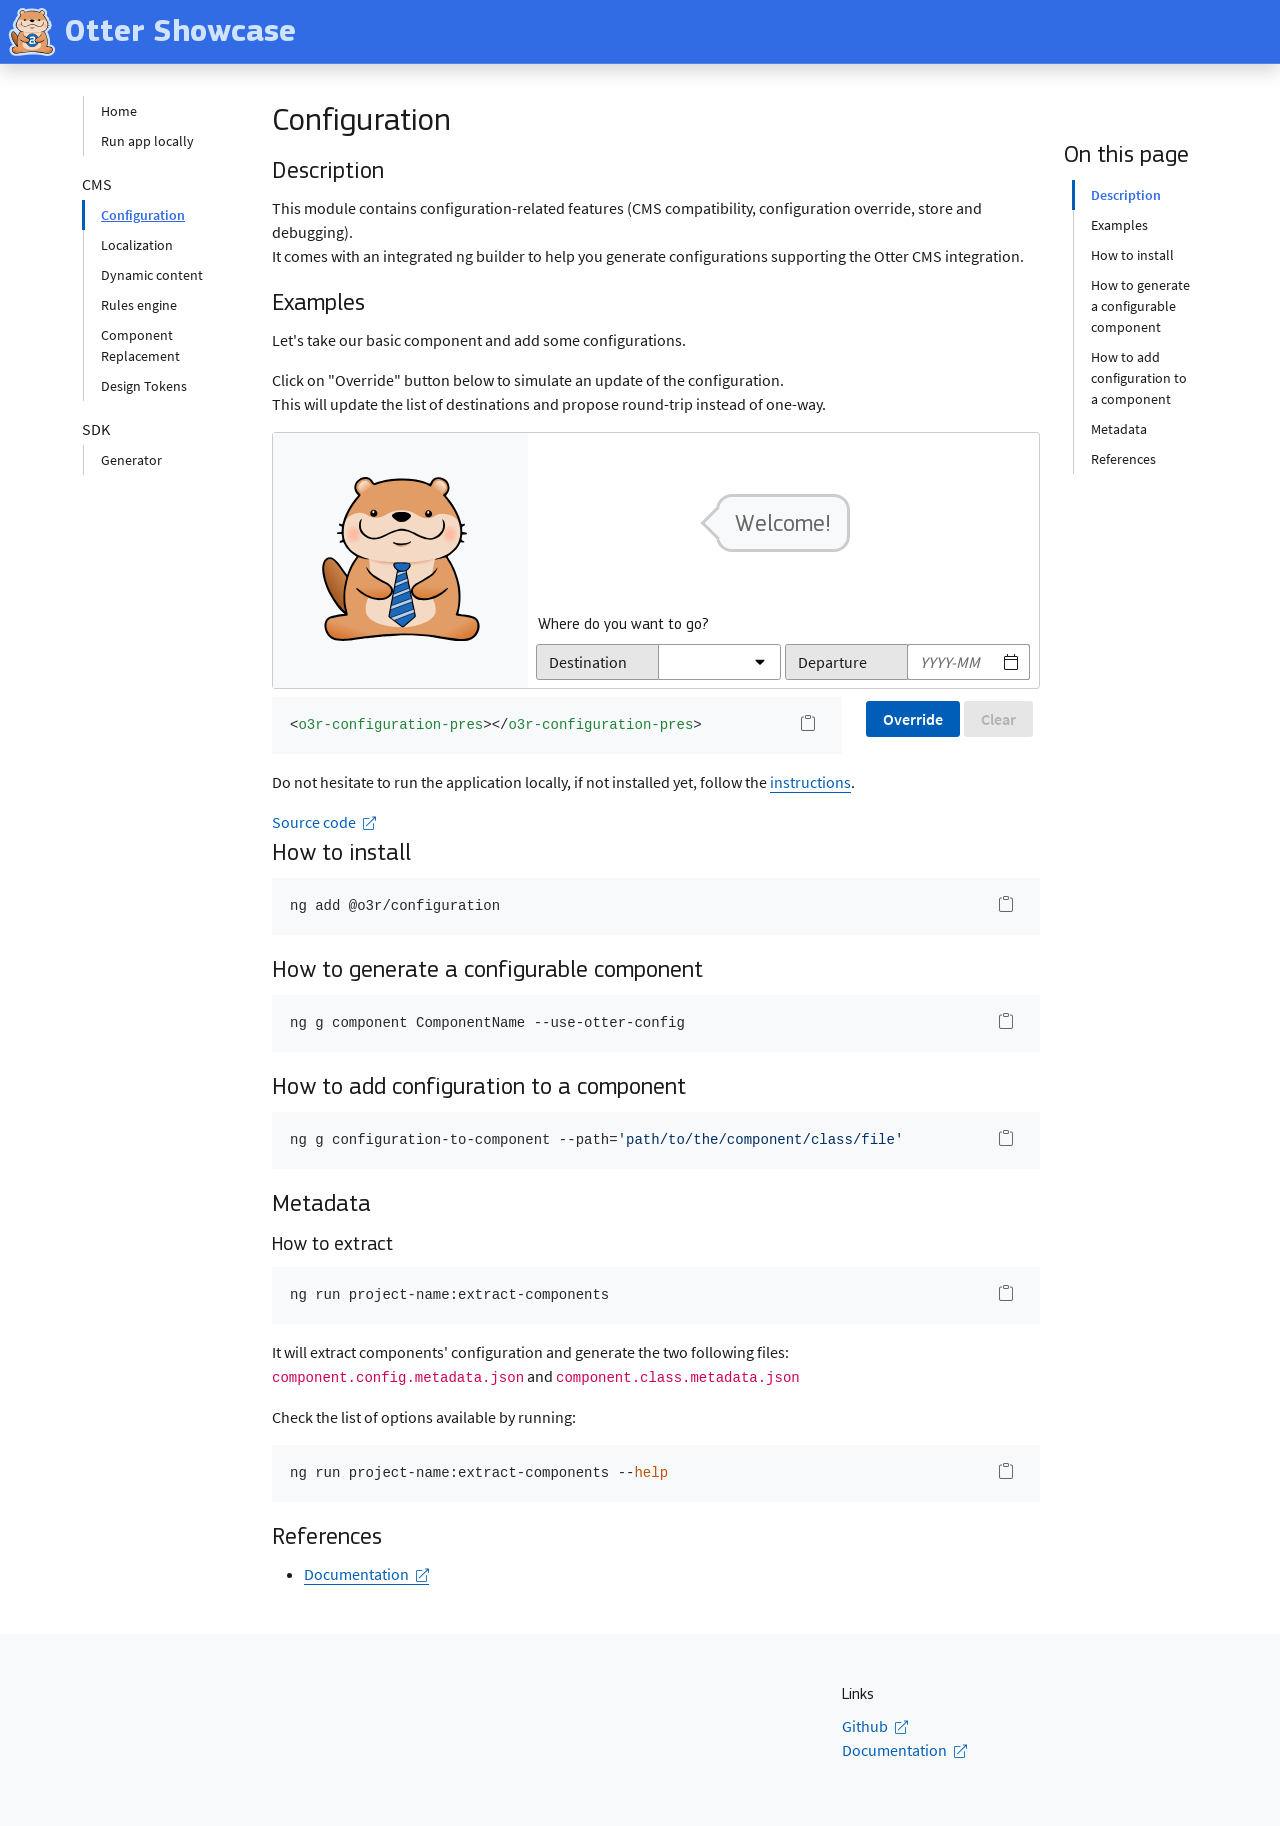 Otter Showcase
Home
Run app locally
CMS
Configuration
Localization
Dynamic content
Rules engine
Component
Replacement
Design Tokens
SDK
Generator
Configuration
Description
This module contains configuration-related features (CMS compatibility, configuration override, store and
debugging).
It comes with an integrated ng builder to help you generate configurations supporting the Otter CMS integration.
Examples
Let's take our basic component and add some configurations.
Click on "Override" button below to simulate an update of the configuration.
This will update the list of destinations and propose round-trip instead of one-way.
Welcome!
Where do you want to go?
Destination
Departure
YYYY-MM
<o3r-configuration-pres></o3r-configuration-pres>
Override
Clear
Do not hesitate to run the application locally, if not installed yet, follow the instructions.
Source code
How to install
ng add @o3r/configuration
How to generate a configurable component
ng g component ComponentName --use-otter-config
How to add configuration to a component
ng g configuration-to-component --path='path/to/the/component/class/file'
Metadata
How to extract
ng run project-name:extract-components
It will extract components' configuration and generate the two following files:
component.config.metadata.json and component.class.metadata.json
Check the list of options available by running:
ng run project-name:extract-components --help
References
Documentation
On this page
Description
Examples
How to install
How to generate
a configurable
component
How to add
configuration to
a component
Metadata
References
Links
Github
Documentation